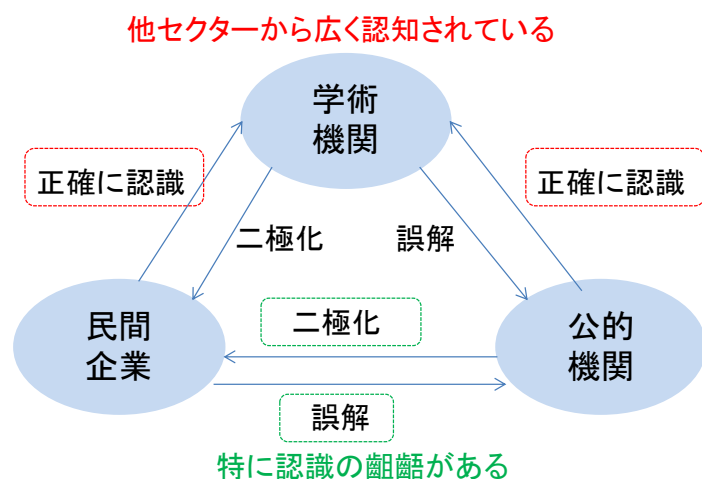 他セクターから広く認知されている
学術
機関
正確に認識
正確に認識
二極化
誤解
民間
企業
二極化
公的
機関
誤解
特に認識の齟齬がある